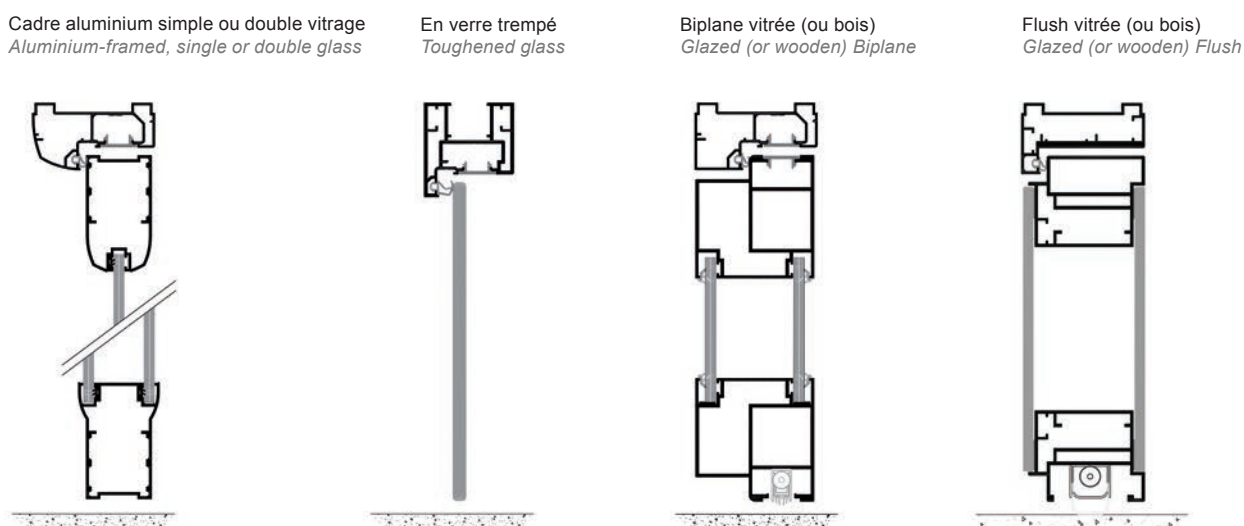 Cadre aluminium simple ou double vitrage
Aluminium-framed, single or double glass
En verre trempé
Toughened glass
Biplane vitrée (ou bois)
Glazed (or wooden) Biplane
Flush vitrée (ou bois)
Glazed (or wooden) Flush